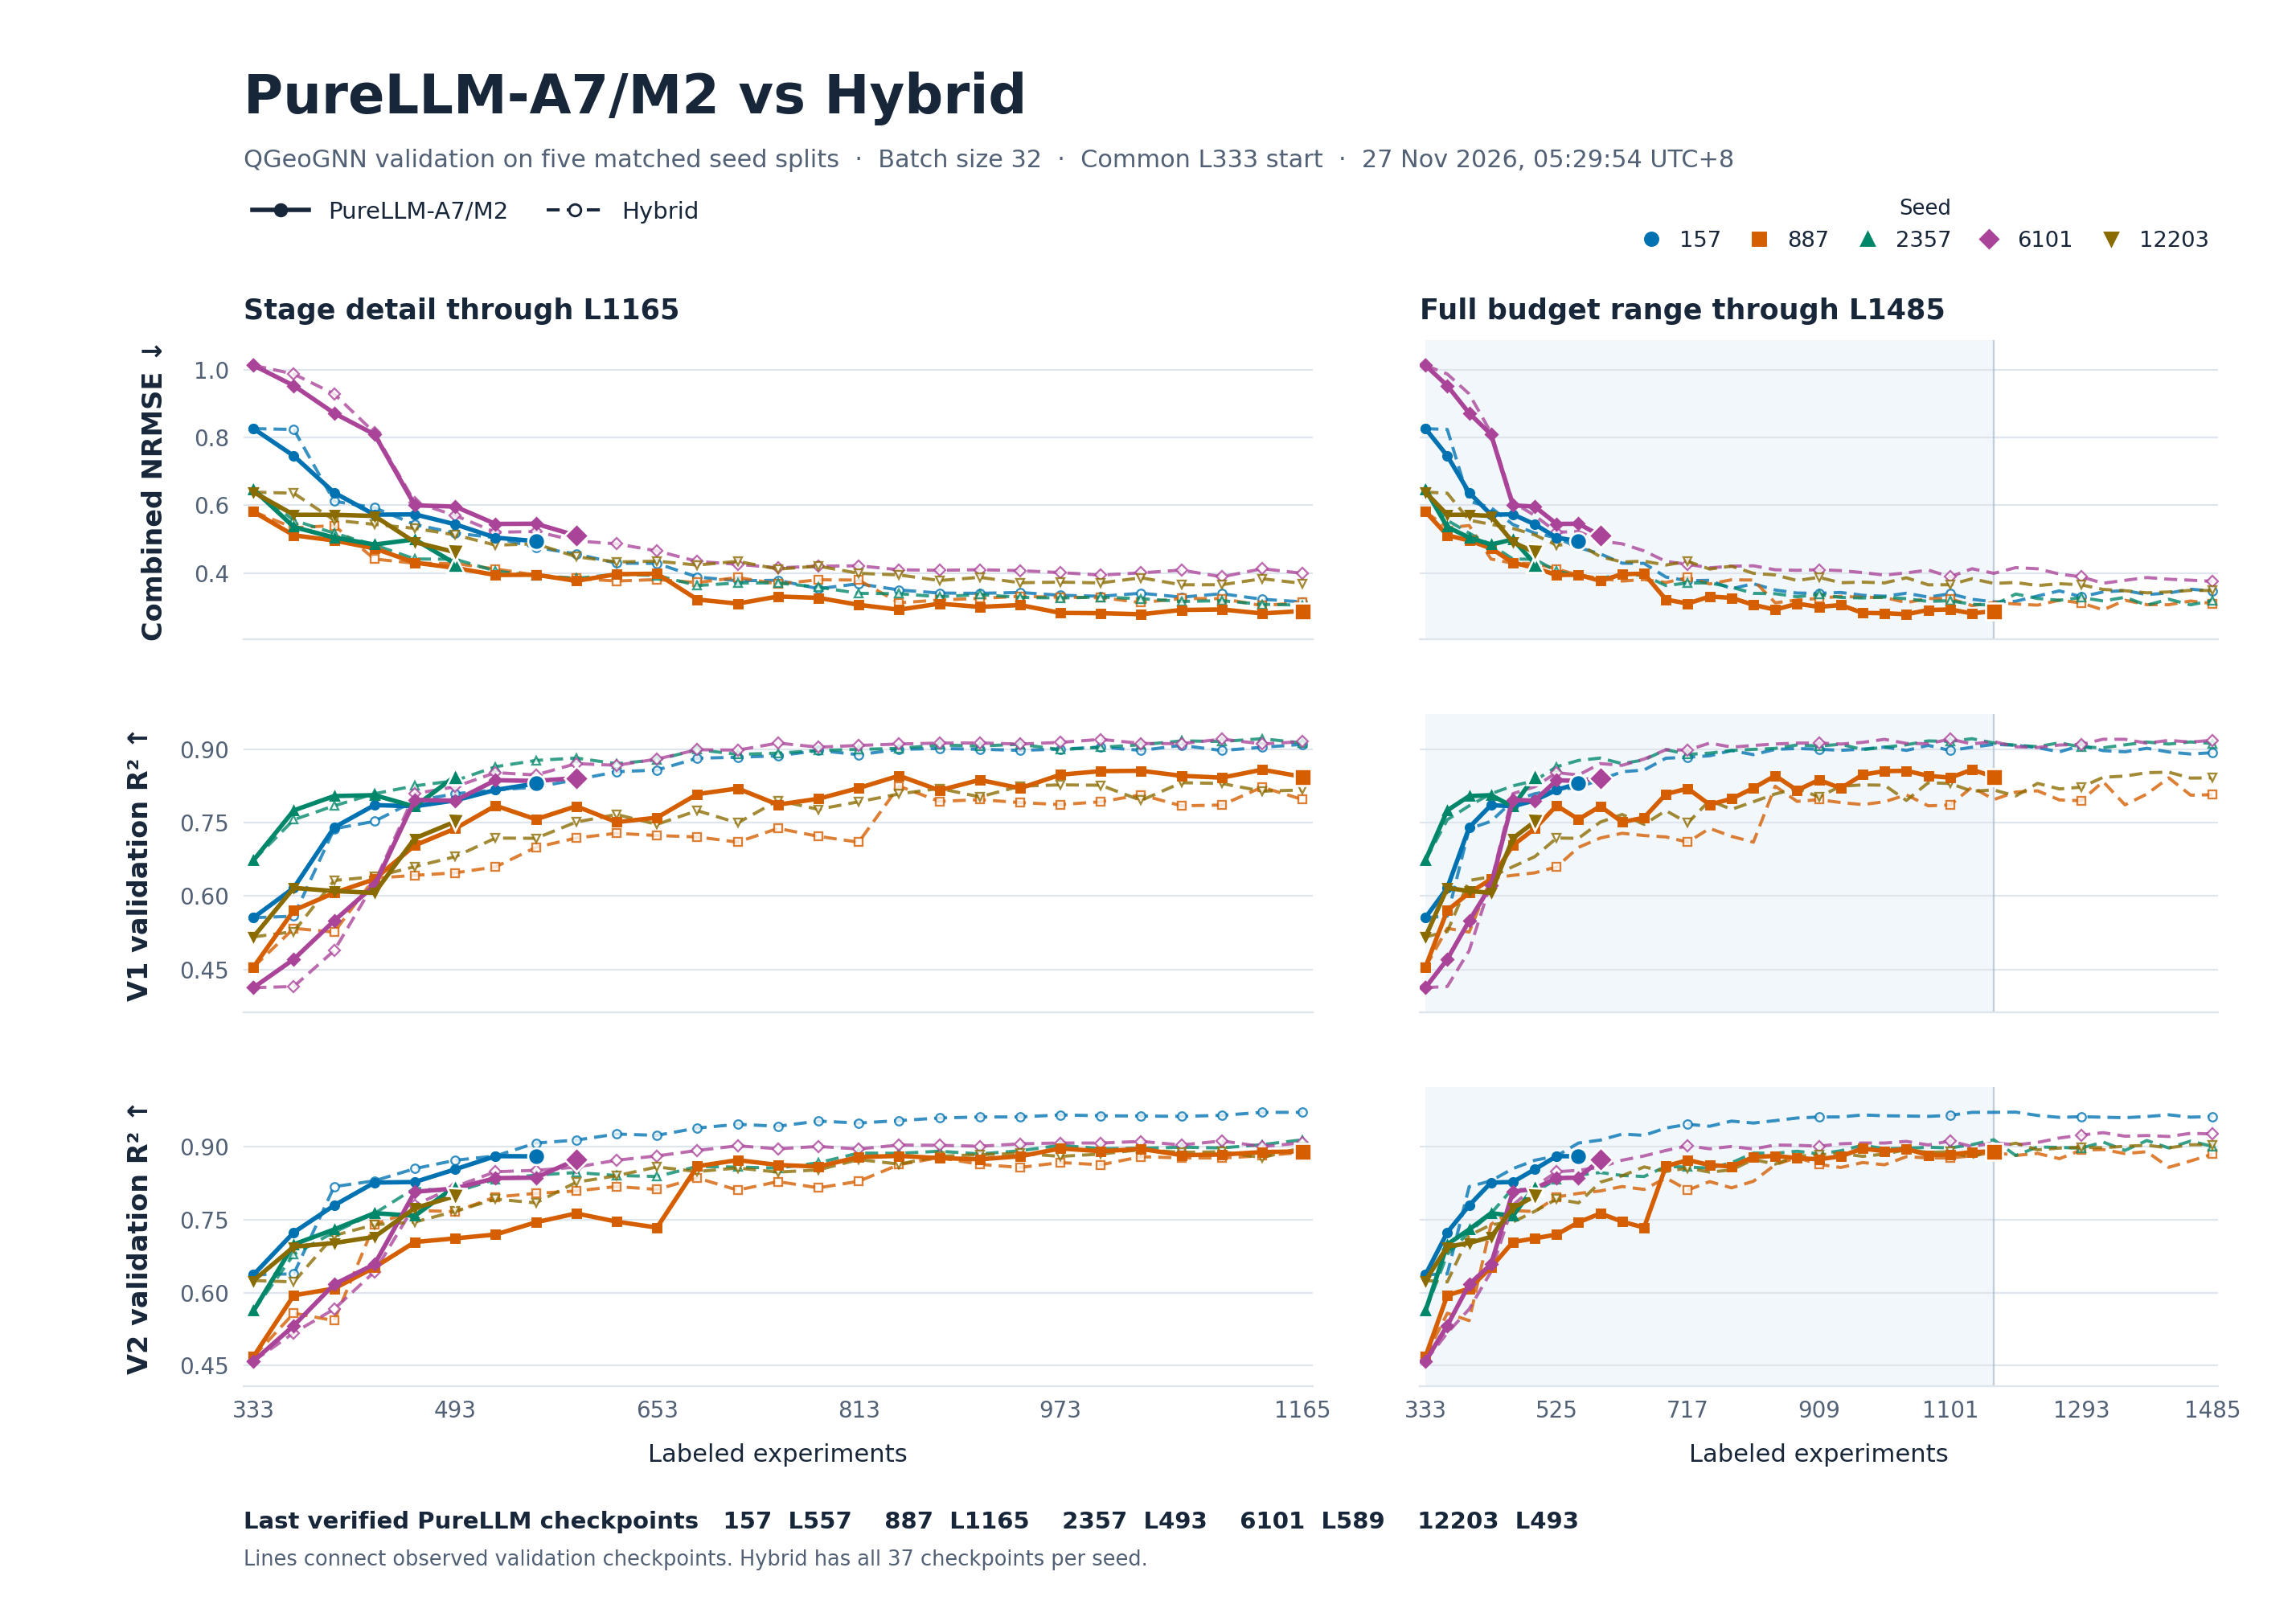 PureLLM-A7/M2 vs Hybrid
QGeoGNN validation on five matched seed splits · Batch size 32 · Common L333 start · 27 Nov 2026, 05:29:54 UTC+8
PureLLM-A7/M2 Hybrid
Seed
157 887 2357 6101 12203
Stage detail through L1165
Full budget range through L1485
Combined NRMSE ↓
1.0
0.8
0.6
0.4
V1 validation R² ↑
0.90
0.75
0.60
0.45
V2 validation R² ↑
0.90
0.75
0.60
0.45
333 493 653 813 973 1165
333 525 717 909 1101 1293 1485
Labeled experiments
Labeled experiments
Last verified PureLLM checkpoints 157 L557 887 L1165 2357 L493 6101 L589 12203 L493
Lines connect observed validation checkpoints. Hybrid has all 37 checkpoints per seed.